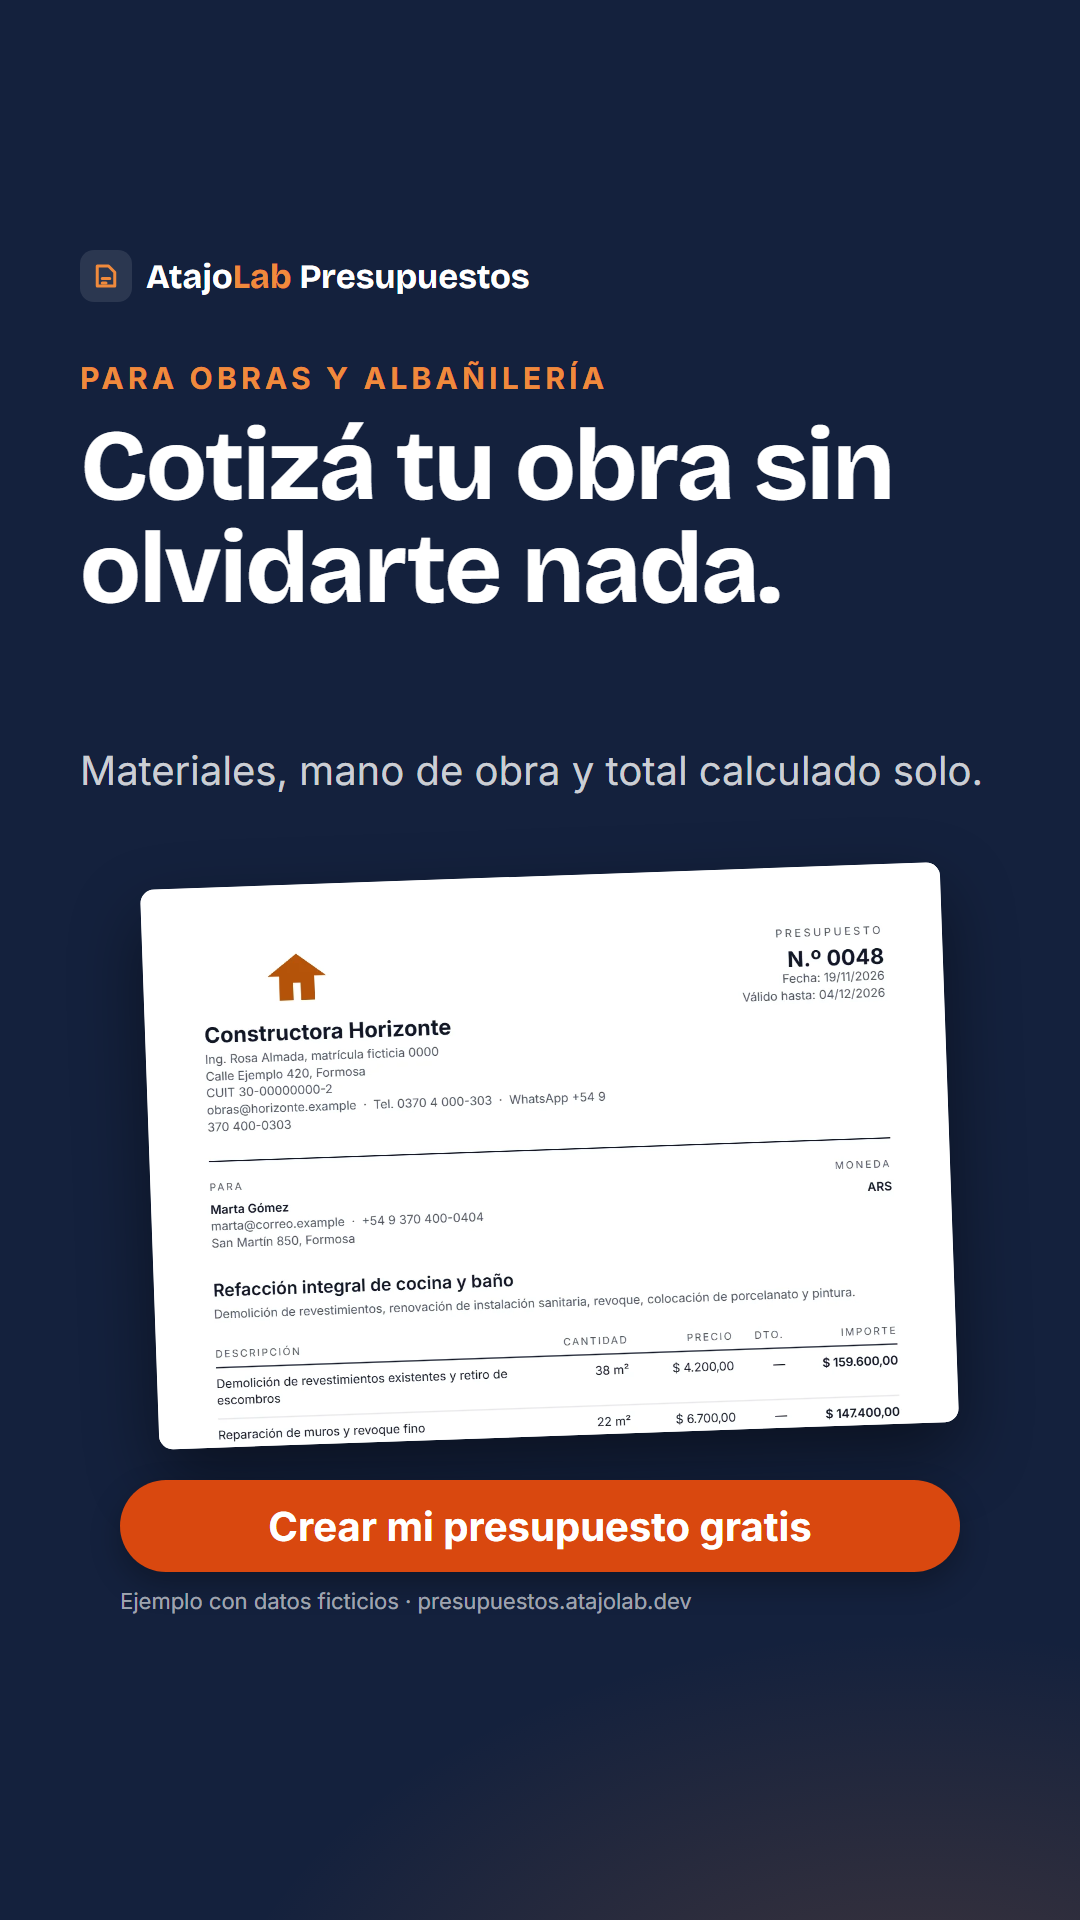 AtajoLab Presupuestos
PARA OBRAS Y ALBAÑILERÍA
Cotizá tu obra sin
olvidarte nada.
Materiales, mano de obra y total calculado solo.
PRESUPUESTO
N.º 0048
Fecha: 19/11/2026
Válido hasta: 04/12/2026
Constructora Horizonte
Ing. Rosa Almada, matrícula ficticia 0000
Calle Ejemplo 420, Formosa
CUIT 30-00000000-2
obras@horizonte.example · Tel. 0370 4 000-303 · WhatsApp +54 9
370 400-0303
PARA
Marta Gómez
marta@correo.example · +54 9 370 400-0404
San Martín 850, Formosa
MONEDA
ARS
Refacción integral de cocina y baño
Demolición de revestimientos, renovación de instalación sanitaria, revoque, colocación de porcelanato y pintura.
DESCRIPCIÓN CANTIDAD PRECIO DTO. IMPORTE
Demolición de revestimientos existentes y retiro de 38 m² $ 4.200,00 — $ 159.600,00
escombros
Reparación de muros y revoque fino 22 m² $ 6.700,00 — $ 147.400,00
Crear mi presupuesto gratis
Ejemplo con datos ficticios · presupuestos.atajolab.dev